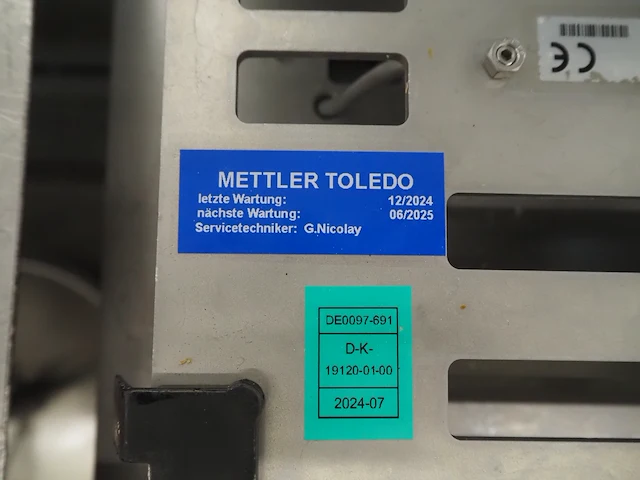 CE
METTLER TOLEDO
letzte Wartung: 12/2024
nächste Wartung: 06/2025
Servicetechniker: G.Nicolay
DE0097-691
D-K-
19120-01-00
2024-07